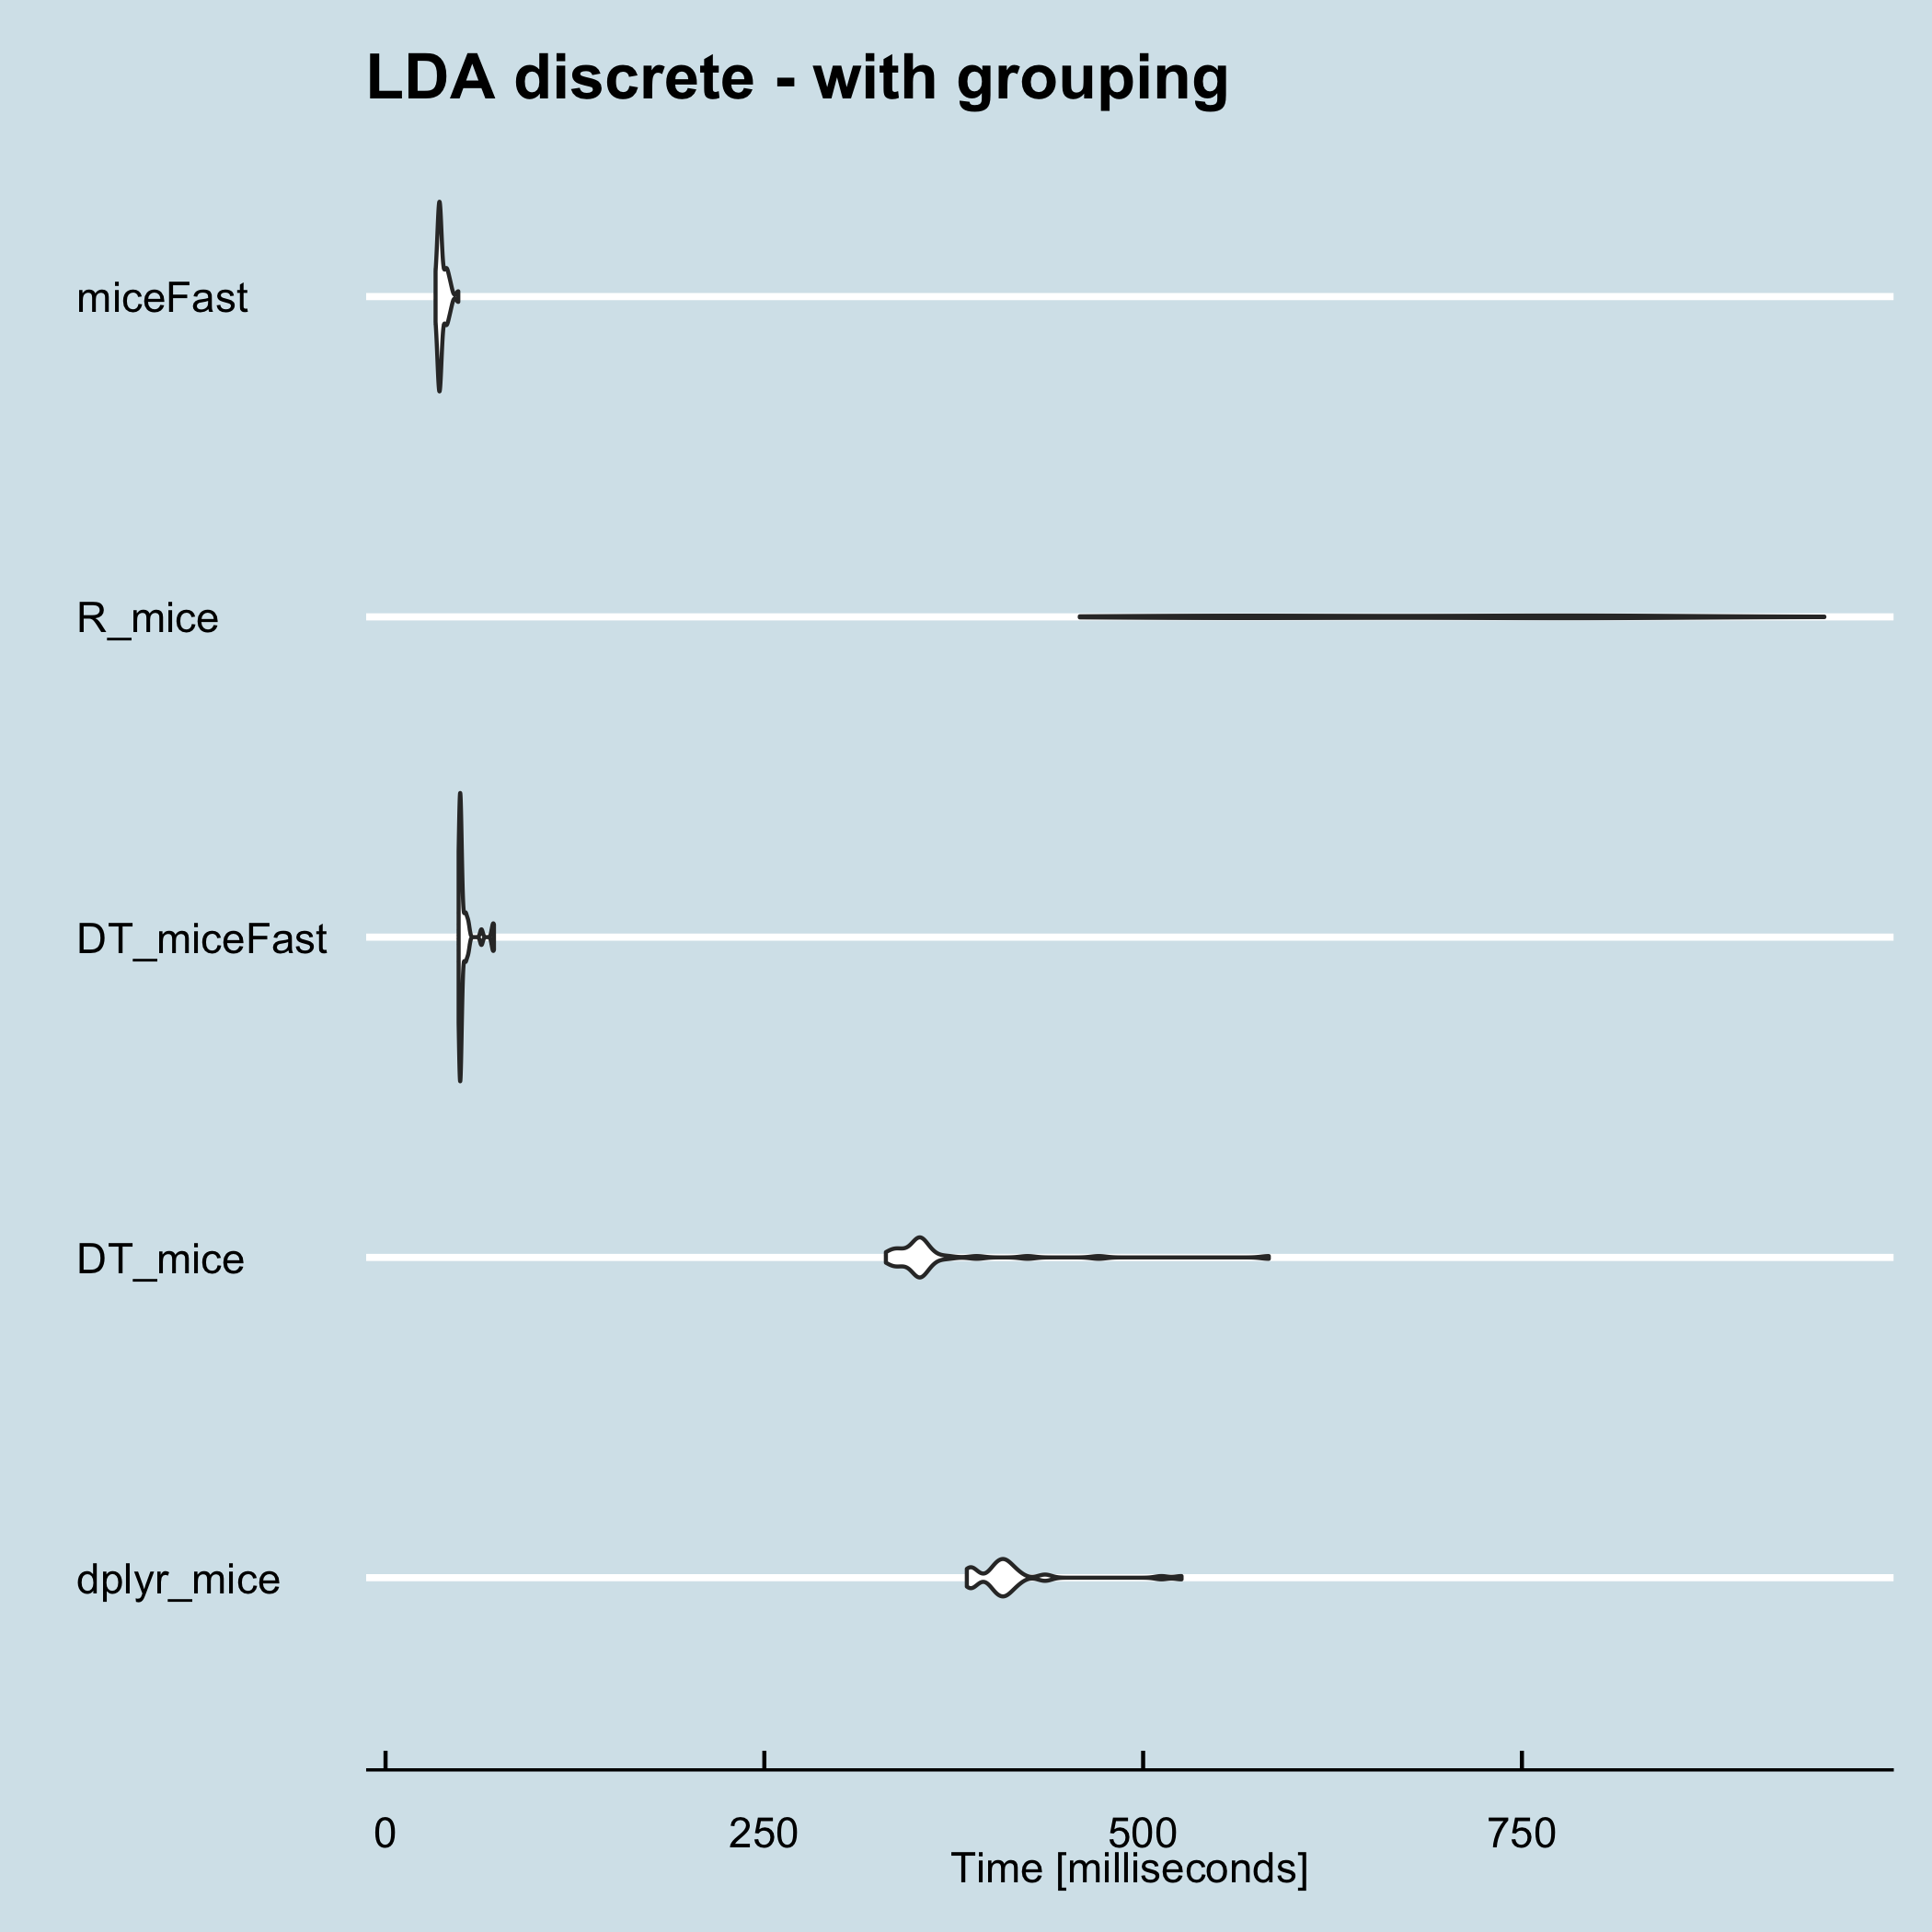 LDA discrete - with grouping
miceFast
R_mice
DT_miceFast
DT_mice
dplyr_mice
0 250 500 750
Time [milliseconds]